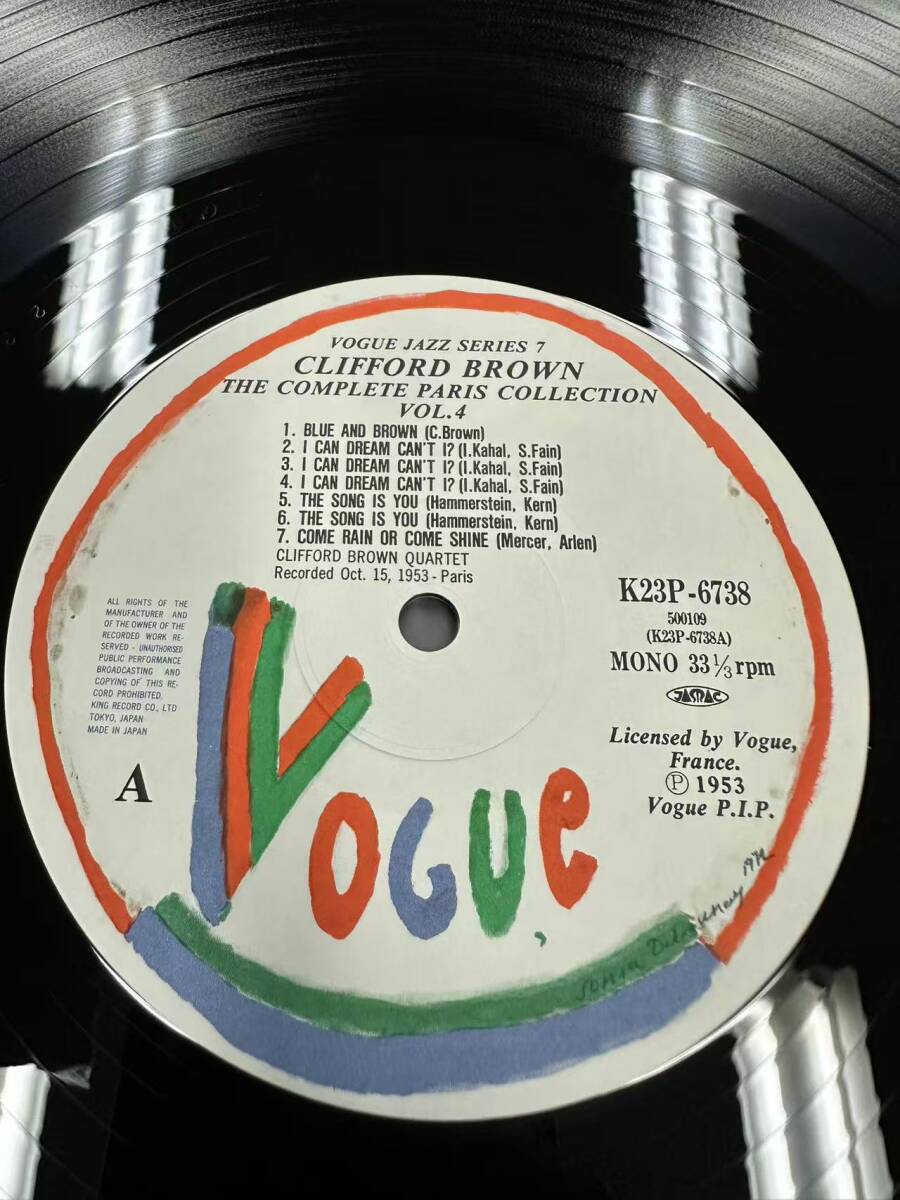 VOGUE JAZZ SERIES 7
CLIFFORD BROWN
THE COMPLETE PARIS COLLECTION
VOL.4
1. BLUE AND BROWN (C.Brown)
2. I CAN DREAM CAN'T I? (I.Kahal, S.Fain)
3. I CAN DREAM CAN'T I? (I.Kahal, S.Fain)
4. I CAN DREAM CAN'T I? (I.Kahal, S.Fain)
5. THE SONG IS YOU (Hammerstein, Kern)
6. THE SONG IS YOU (Hammerstein, Kern)
7. COME RAIN OR COME SHINE (Mercer, Arlen)
CLIFFORD BROWN QUARTET
Recorded Oct. 15, 1953 - Paris
ALL RIGHTS OF THE
MANUFACTURER AND
OF THE OWNER OF THE
RECORDED WORK RE-
SERVED - UNAUTHORISED
PUBLIC PERFORMANCE
BROADCASTING AND
COPYING OF THIS RE-
CORD PROHIBITED.
KING RECORD CO., LTD
TOKYO, JAPAN
MADE IN JAPAN
A
K23P-6738
500109
(K23P-6738A)
MONO 33⅓rpm
JASRAC
Licensed by Vogue,
France.
Ⓟ 1953
Vogue P.I.P.
VOGUE
Sonia Delaunay